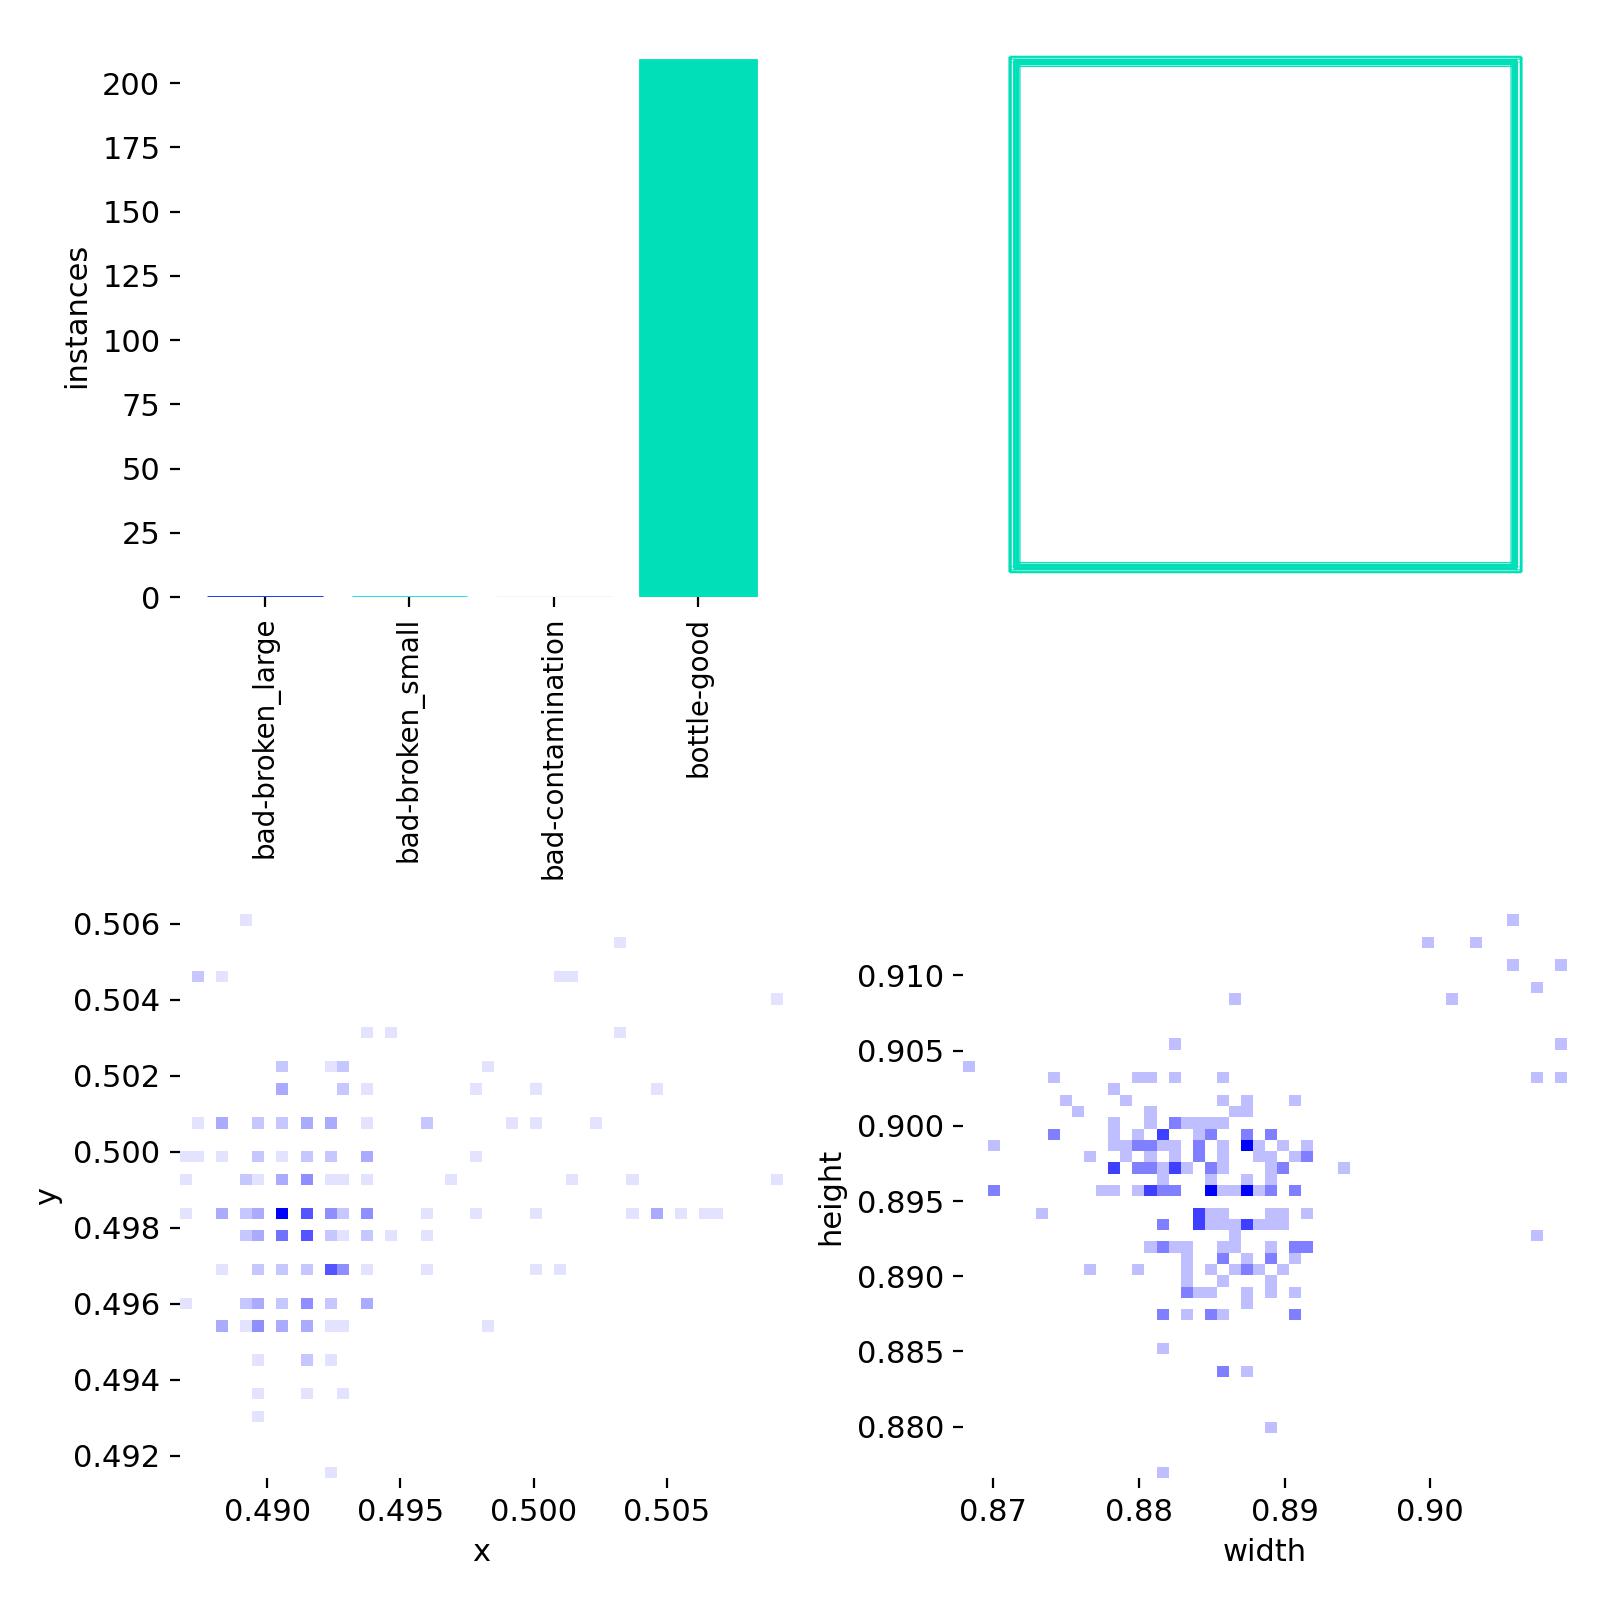 200
175
150
125
100
75
50
25
0
instances
bad-broken_large
bad-broken_small
bad-contamination
bottle-good
0.506
0.504
0.502
0.500
0.498
0.496
0.494
0.492
y
0.490 0.495 0.500 0.505
x
0.910
0.905
0.900
0.895
0.890
0.885
0.880
height
0.87 0.88 0.89 0.90
width